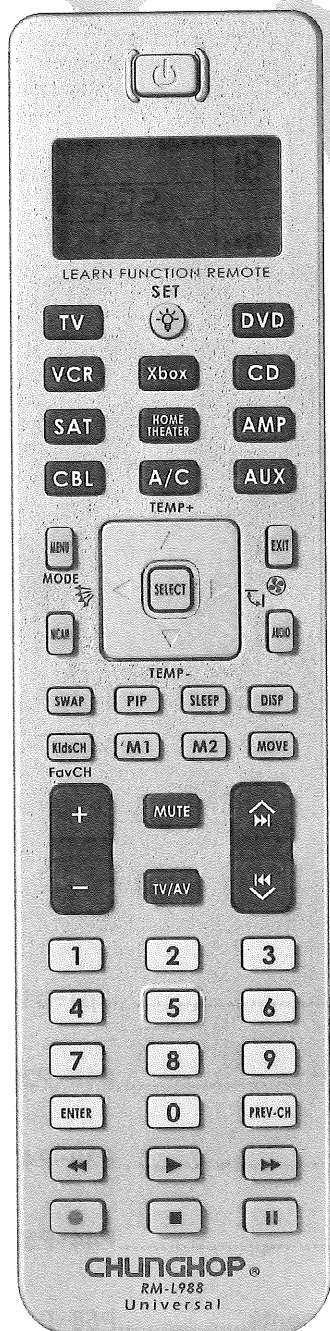 LEARN FUNCTION REMOTE
SET
TV DVD
VCR Xbox CD
SAT HOME THEATER AMP
CBL A/C AUX
TEMP+
MENU EXIT
MODE
SELECT
NICAM AUDIO
TEMP-
SWAP PIP SLEEP DISP
KidsCH M1 M2 MOVE
FavCH
+ MUTE
- TV/AV
1 2 3
4 5 6
7 8 9
ENTER 0 PREV-CH
CHUNGHOP®
RM-L988
Universal